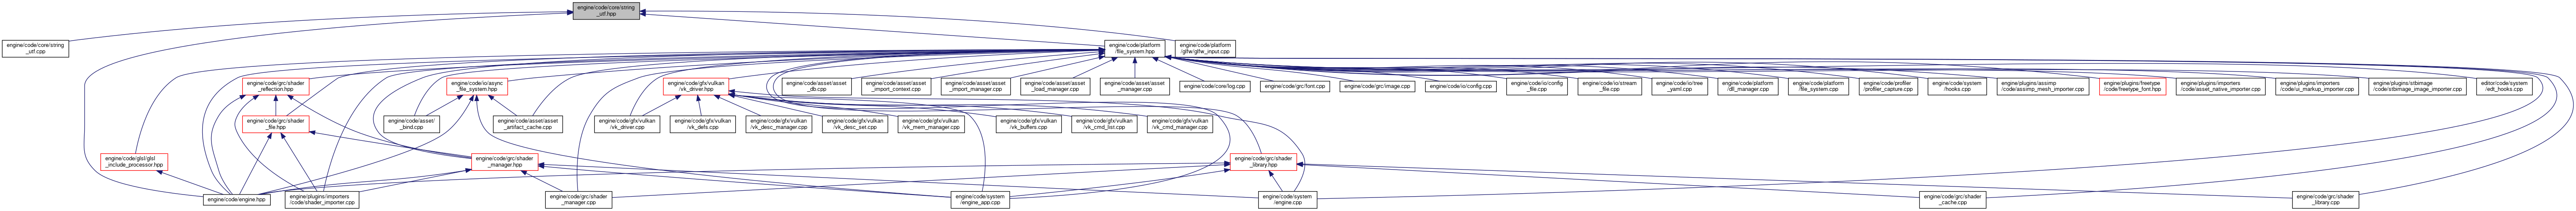 engine/code/core/string
_utf.hpp
engine/code/core/string
_utf.cpp
engine/code/platform
/file_system.hpp
engine/code/platform
/glfw/glfw_input.cpp
engine/code/grc/shader
_reflection.hpp
engine/code/io/async
_file_system.hpp
engine/code/gfx/vulkan
/vk_driver.hpp
engine/code/asset/asset
_db.cpp
engine/code/asset/asset
_import_context.cpp
engine/code/asset/asset
_import_manager.cpp
engine/code/asset/asset
_load_manager.cpp
engine/code/asset/asset
_manager.cpp
engine/code/core/log.cpp
engine/code/grc/font.cpp
engine/code/grc/image.cpp
engine/code/io/config.cpp
engine/code/io/config
_file.cpp
engine/code/io/stream
_file.cpp
engine/code/io/tree
_yaml.cpp
engine/code/platform
/dll_manager.cpp
engine/code/platform
/file_system.cpp
engine/code/profiler
/profiler_capture.cpp
engine/code/system
/hooks.cpp
engine/plugins/assimp
/code/assimp_mesh_importer.cpp
engine/plugins/freetype
/code/freetype_font.hpp
engine/plugins/importers
/code/asset_native_importer.cpp
engine/plugins/importers
/code/ui_markup_importer.cpp
engine/plugins/stbimage
/code/stbimage_image_importer.cpp
editor/code/system
/edt_hooks.cpp
engine/code/grc/shader
_file.hpp
engine/code/asset/
_bind.cpp
engine/code/asset/asset
_artifact_cache.cpp
engine/code/gfx/vulkan
/vk_driver.cpp
engine/code/gfx/vulkan
/vk_defs.cpp
engine/code/gfx/vulkan
/vk_desc_manager.cpp
engine/code/gfx/vulkan
/vk_desc_set.cpp
engine/code/gfx/vulkan
/vk_mem_manager.cpp
engine/code/gfx/vulkan
/vk_buffers.cpp
engine/code/gfx/vulkan
/vk_cmd_list.cpp
engine/code/gfx/vulkan
/vk_cmd_manager.cpp
engine/code/glsl/glsl
_include_processor.hpp
engine/code/grc/shader
_manager.hpp
engine/code/grc/shader
_library.hpp
engine/code/engine.hpp
engine/plugins/importers
/code/shader_importer.cpp
engine/code/grc/shader
_manager.cpp
engine/code/system
/engine_app.cpp
engine/code/system
/engine.cpp
engine/code/grc/shader
_cache.cpp
engine/code/grc/shader
_library.cpp